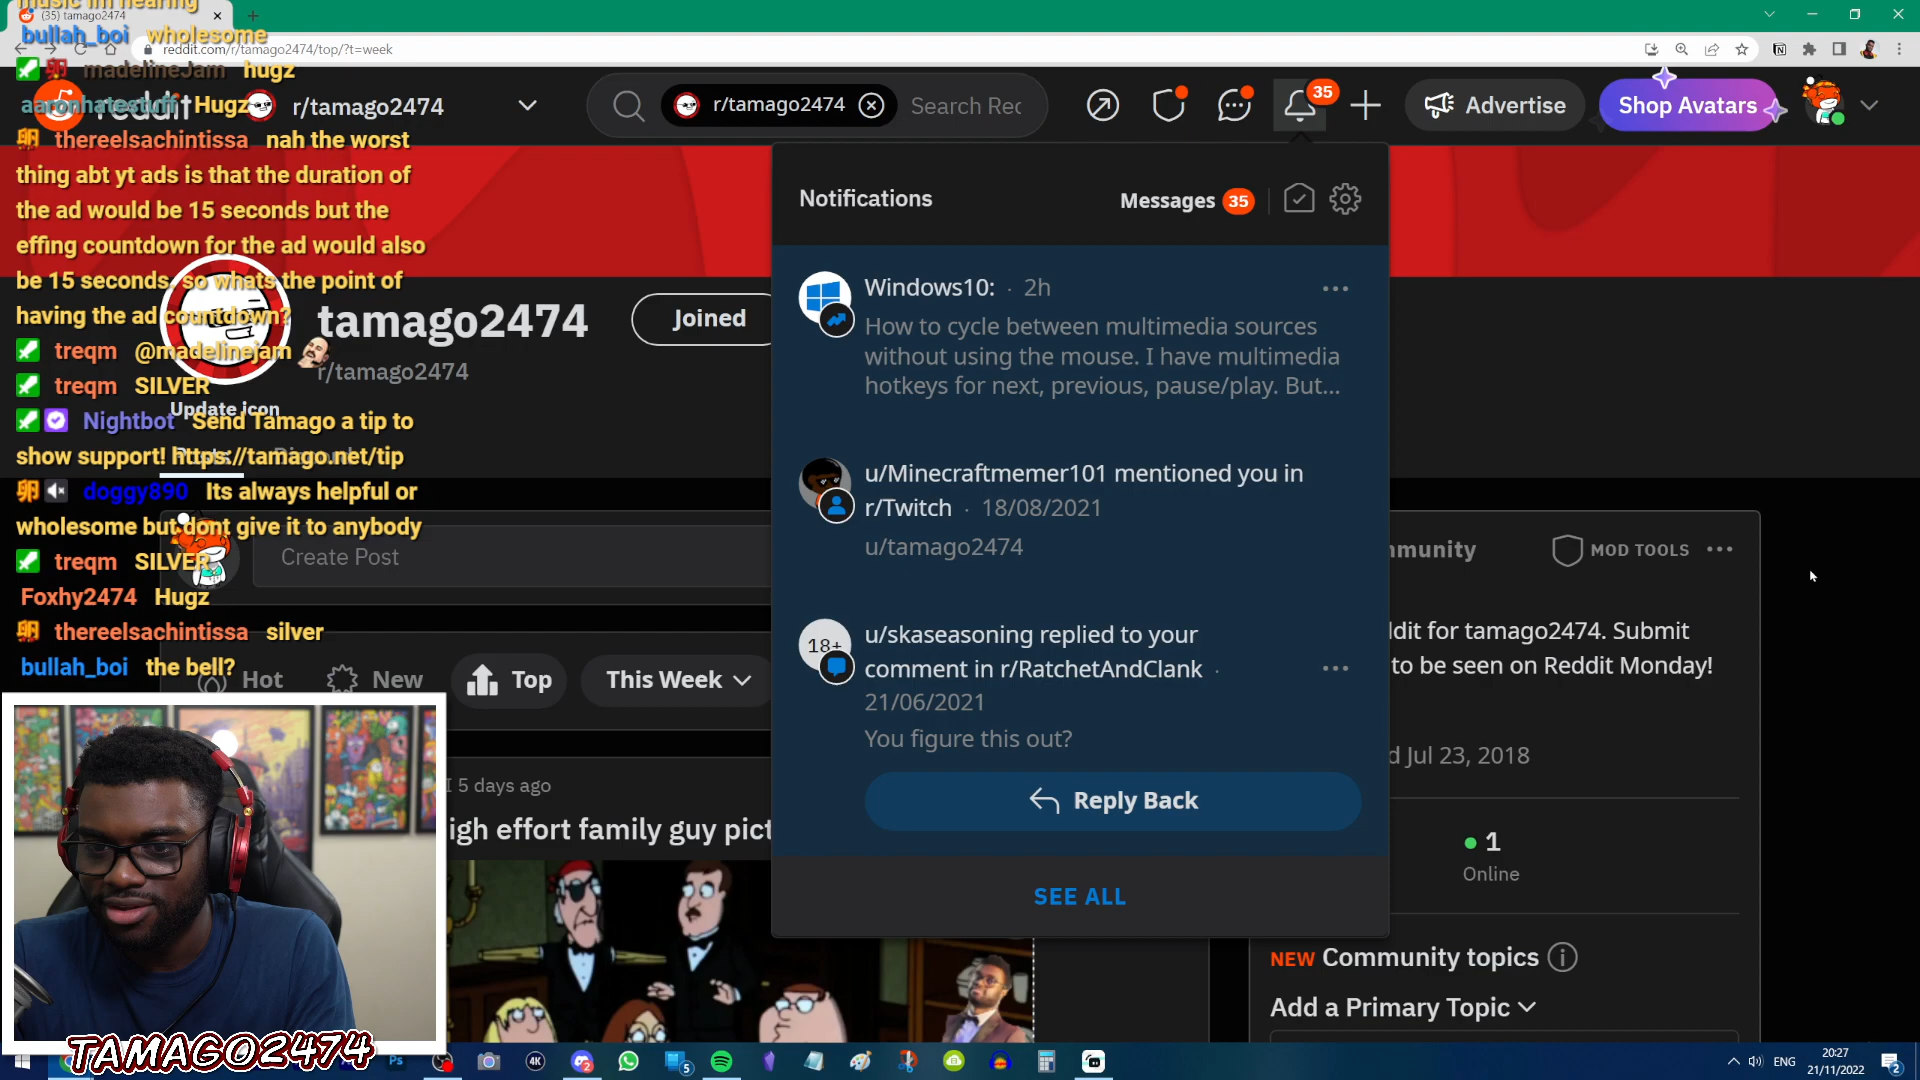 (35) tamago2474
reddit.com/r/tamago2474/top/?t=week
music im hearing
bullah_boi wholesome
madelineJam hugz
aaronhatestuff Hugz
thereelsachintissa nah the worst
thing abt yt ads is that the duration of
the ad would be 15 seconds but the
effing countdown for the ad would also
be 15 seconds, so whats the point of
having the ad countdown?
treqm @madelinejam
treqm SILVER
Nightbot Send Tamago a tip to
show support! https://tamago.net/tip
doggy890 Its always helpful or
wholesome but dont give it to anybody
treqm SILVER
Foxhy2474 Hugz
thereelsachintissa silver
bullah_boi the bell?
reddit
r/tamago2474
r/tamago2474
Search Rec
35
Advertise
Shop Avatars
tamago2474
Joined
r/tamago2474
Update icon
Create Post
Hot
New
Top
This Week
5 days ago
igh effort family guy pict
Notifications
Messages 35
Windows10: · 2h
How to cycle between multimedia sources
without using the mouse. I have multimedia
hotkeys for next, previous, pause/play. But...
u/Minecraftmemer101 mentioned you in
r/Twitch · 18/08/2021
u/tamago2474
18+
u/skaseasoning replied to your
comment in r/RatchetAndClank ·
21/06/2021
You figure this out?
Reply Back
SEE ALL
mmunity
MOD TOOLS
ldit for tamago2474. Submit
to be seen on Reddit Monday!
d Jul 23, 2018
1
Online
NEW Community topics
Add a Primary Topic
TAMAGO2474
Ps
4K
2
5
ENG
20:27
21/11/2022
2